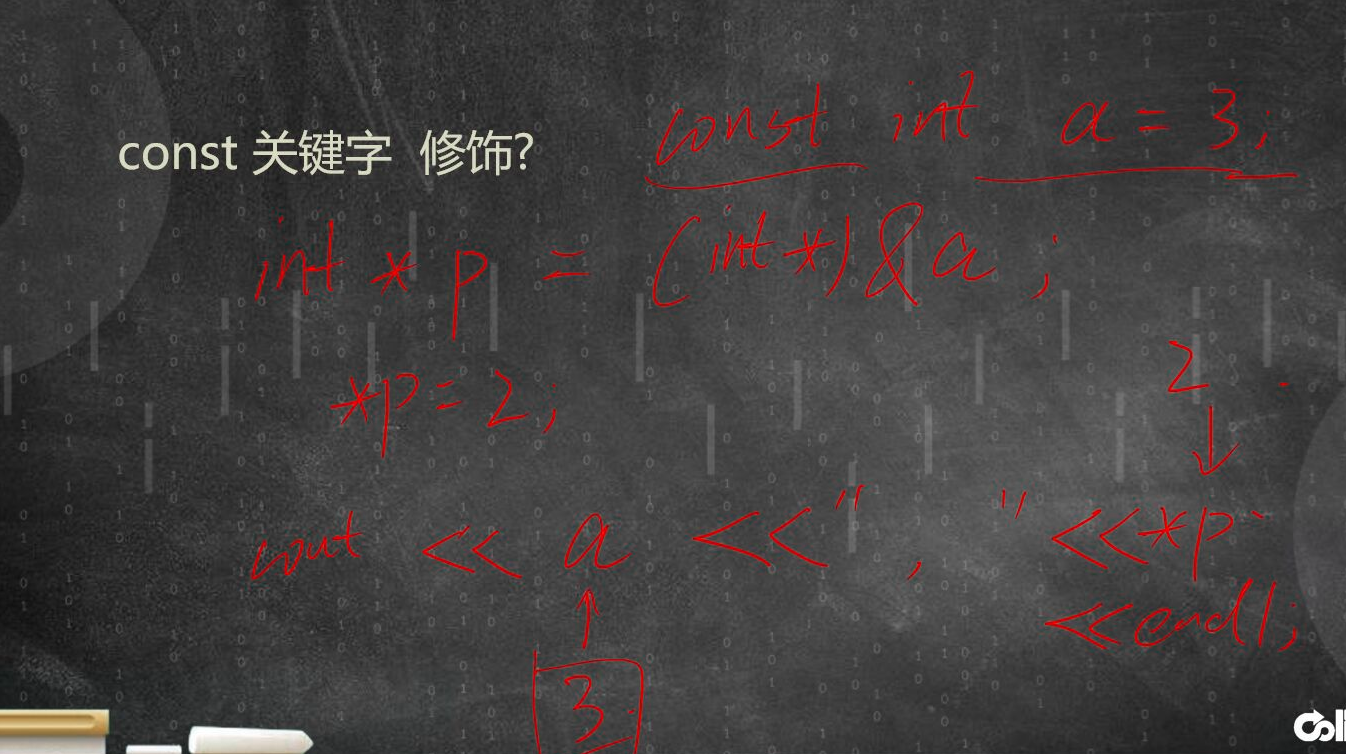 const 关键字 修饰?
const int a = 3;
int * p = (int *) & a ;
*p = 2;
2
cout << a << " , " << *p
<< endl;
3